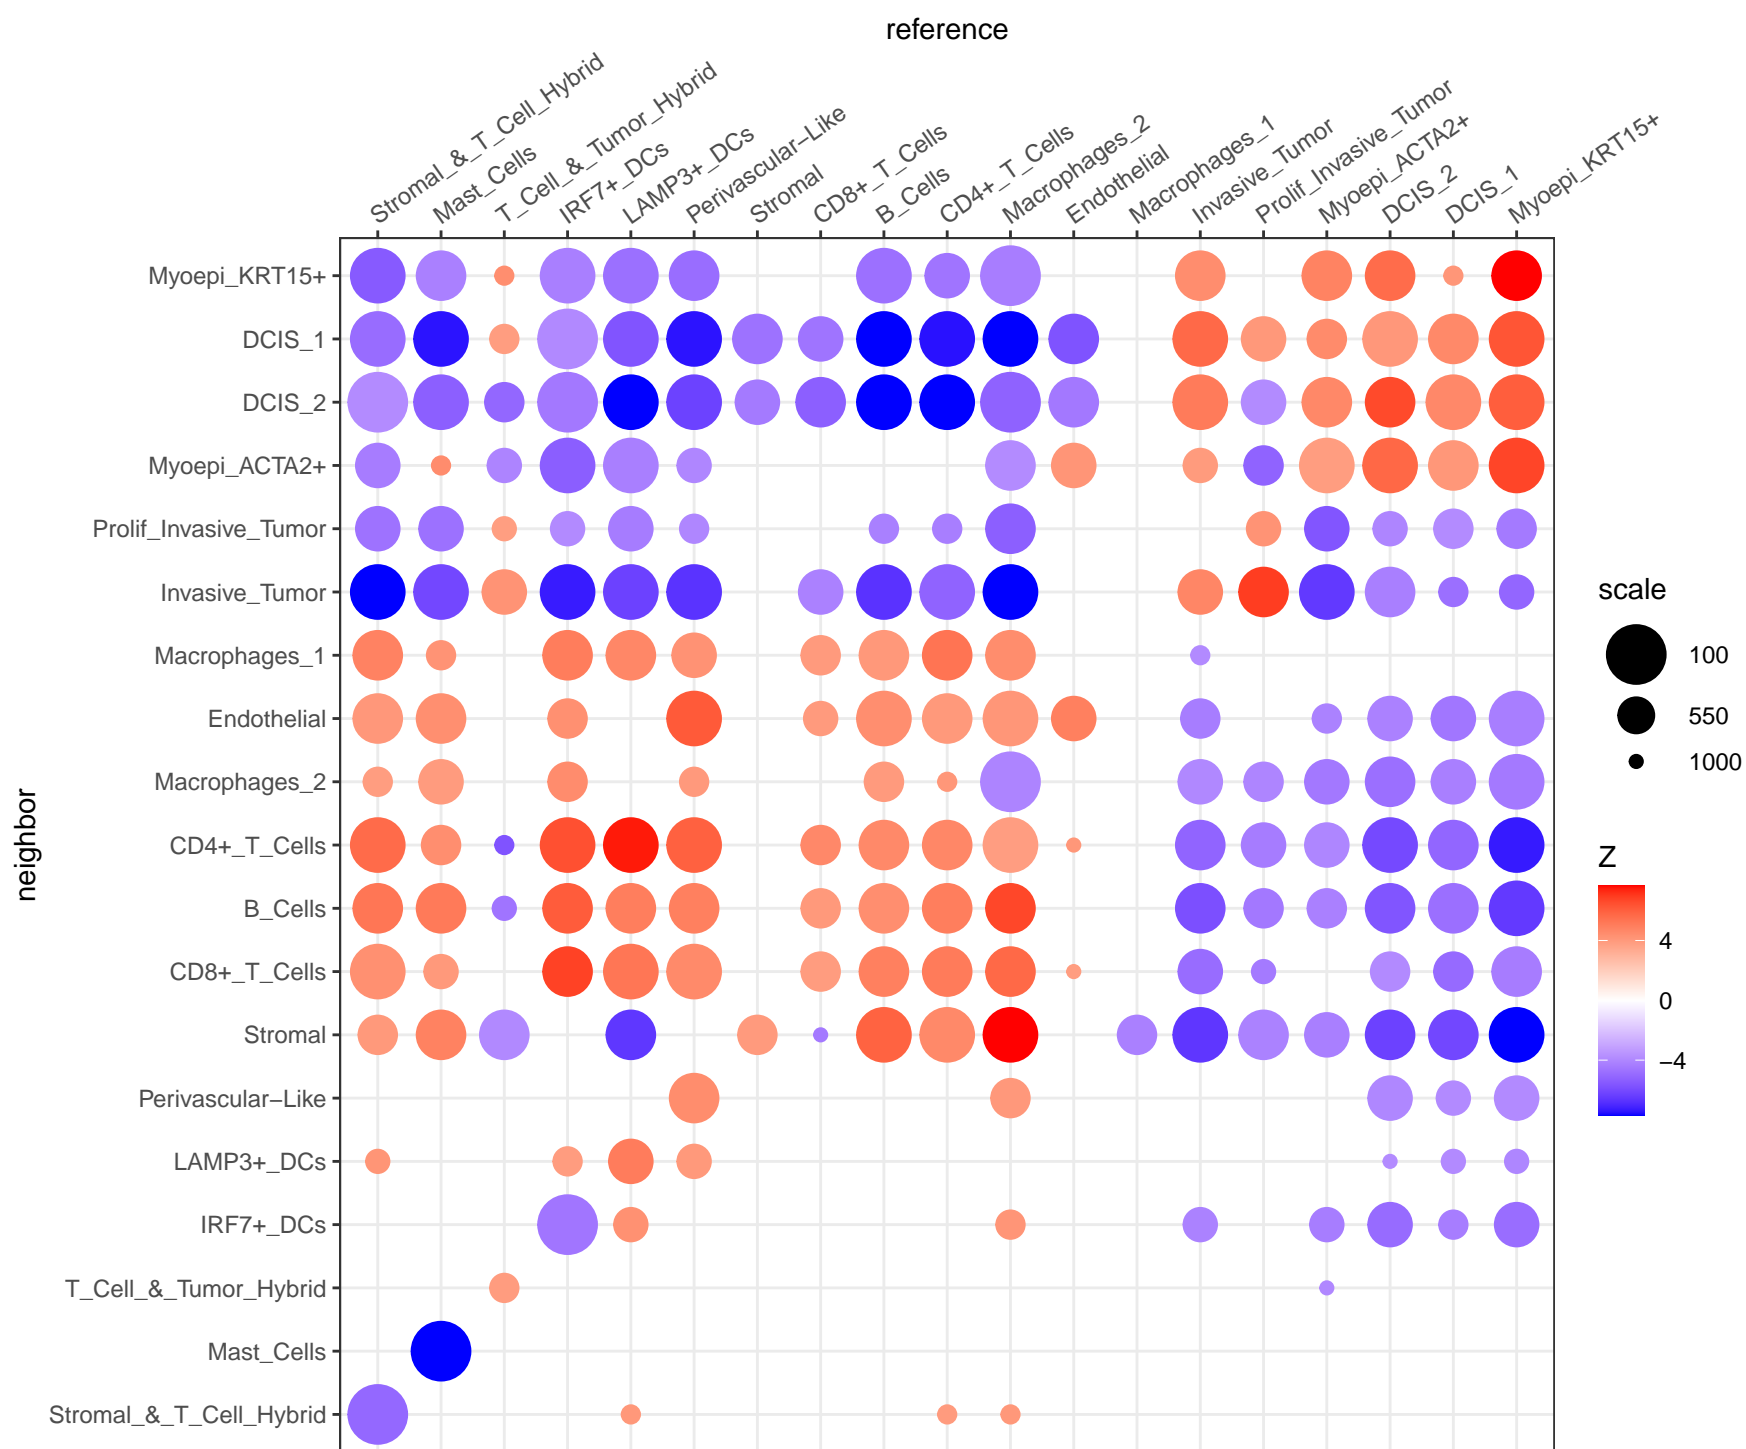 reference
Stromal_&_T_Cell_Hybrid
Mast_Cells
T_Cell_&_Tumor_Hybrid
IRF7+_DCs
LAMP3+_DCs
Perivascular−Like
Stromal
CD8+_T_Cells
B_Cells
CD4+_T_Cells
Macrophages_2
Endothelial
Macrophages_1
Invasive_Tumor
Prolif_Invasive_Tumor
Myoepi_ACTA2+
DCIS_2
DCIS_1
Myoepi_KRT15+
neighbor
Myoepi_KRT15+
DCIS_1
DCIS_2
Myoepi_ACTA2+
Prolif_Invasive_Tumor
Invasive_Tumor
Macrophages_1
Endothelial
Macrophages_2
CD4+_T_Cells
B_Cells
CD8+_T_Cells
Stromal
Perivascular−Like
LAMP3+_DCs
IRF7+_DCs
T_Cell_&_Tumor_Hybrid
Mast_Cells
Stromal_&_T_Cell_Hybrid
scale
100
550
1000
Z
4
0
−4